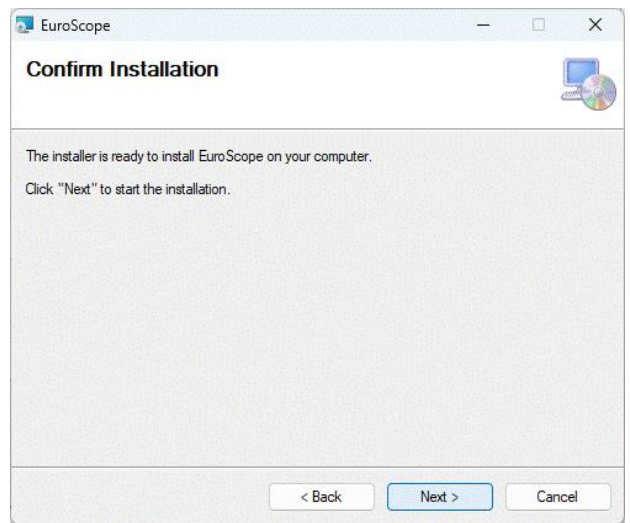 EuroScope
Confirm Installation
The installer is ready to install EuroScope on your computer.
Click "Next" to start the installation.
< Back
Next >
Cancel